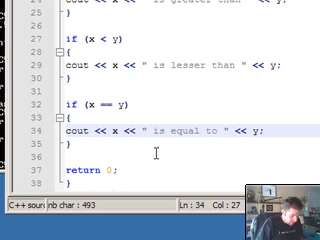 24 cout << x << " is greater than " << y;
25 }
26
27 if (x < y)
28 {
29 cout << x << " is lesser than " << y;
30 }
31
32 if (x == y)
33 {
34 cout << x << " is equal to " << y;
35 }
36
37 return 0;
38 }
C++ sourc nb char : 493 Ln : 34 Col : 27